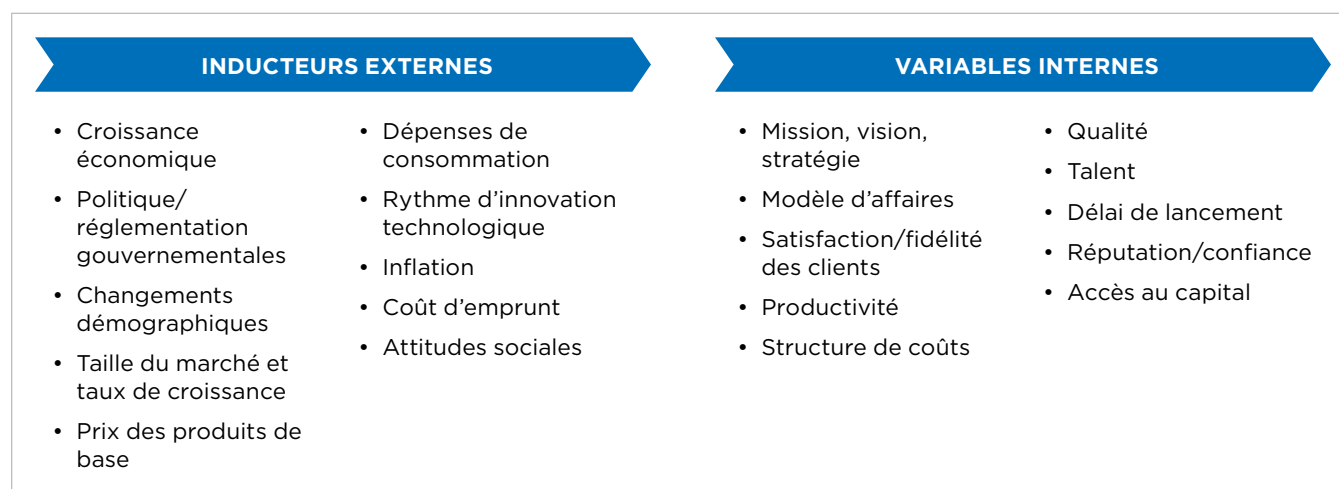 INDUCTEURS EXTERNES
• Croissance
économique
• Politique/
réglementation
gouvernementales
• Changements
démographiques
• Taille du marché et
taux de croissance
• Prix des produits de
base
• Dépenses de
consommation
• Rythme d’innovation
technologique
• Inflation
• Coût d’emprunt
• Attitudes sociales
VARIABLES INTERNES
• Mission, vision,
stratégie
• Modèle d’affaires
• Satisfaction/fidélité
des clients
• Productivité
• Structure de coûts
• Qualité
• Talent
• Délai de lancement
• Réputation/confiance
• Accès au capital